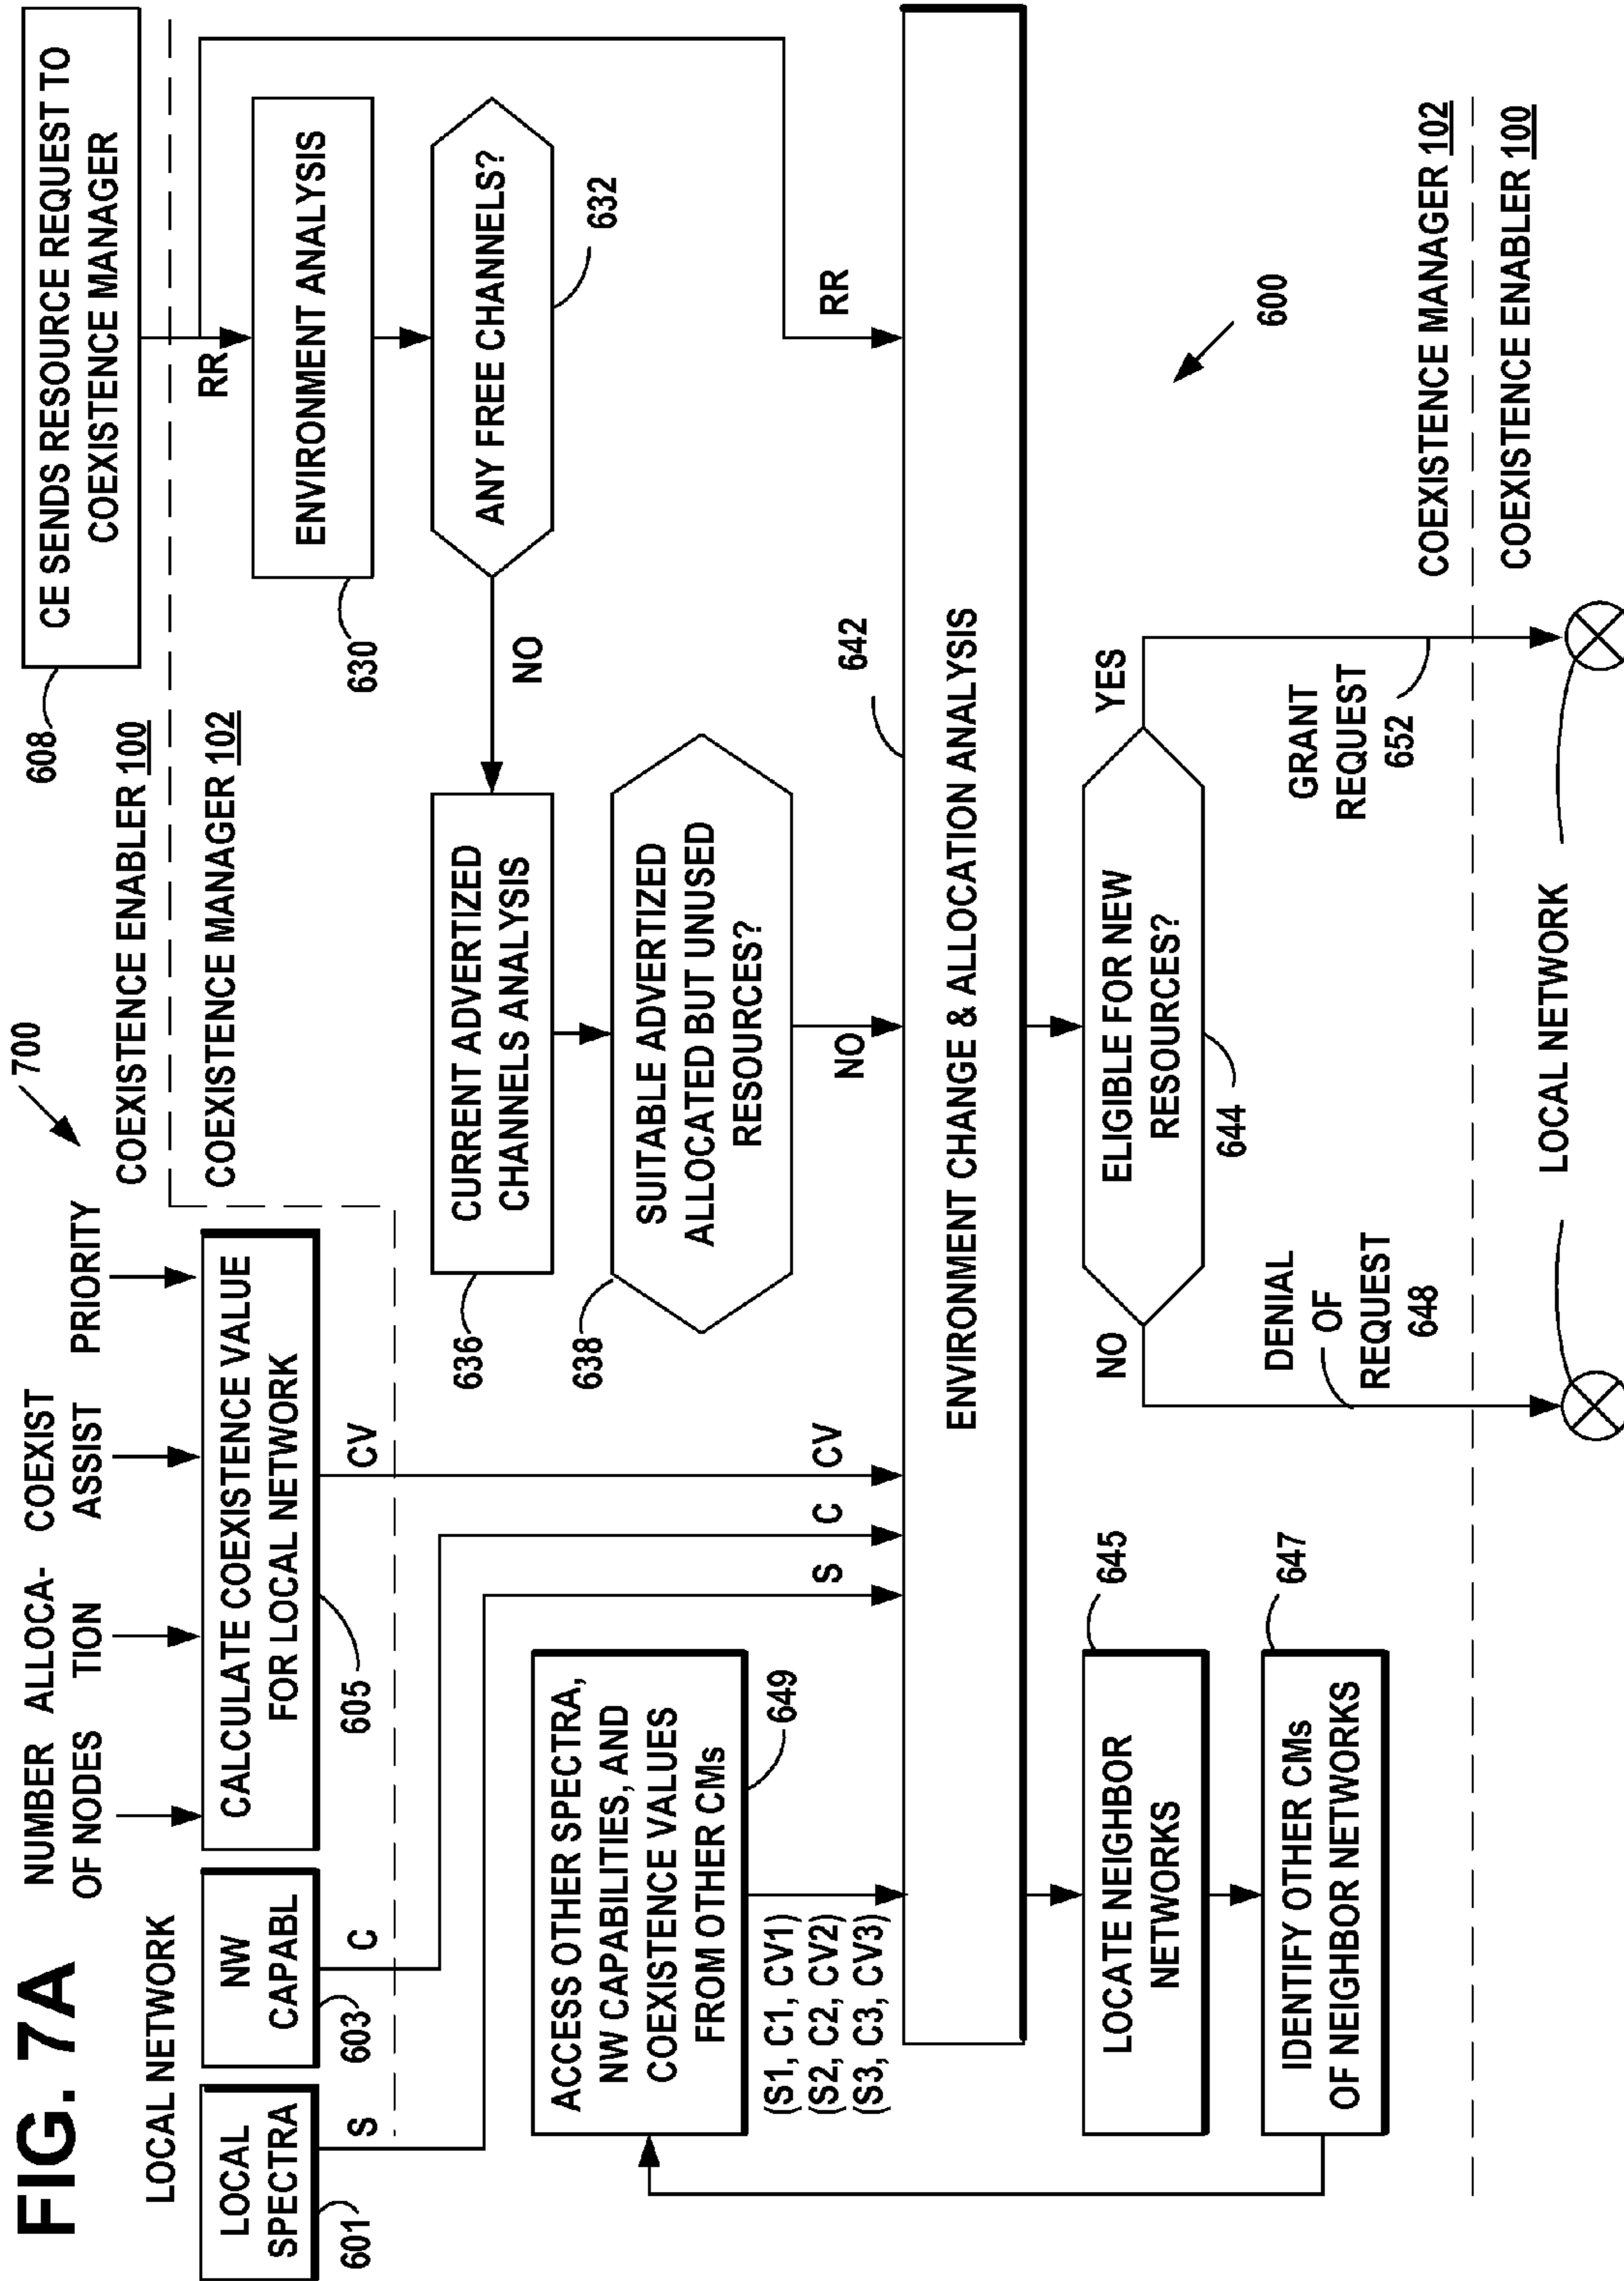 FIG. 7A
700
LOCAL NETWORK
NUMBER
OF NODES
ALLOCA-
TION
COEXIST
ASSIST
PRIORITY
COEXISTENCE ENABLER 100
COEXISTENCE MANAGER 102
608
CE SENDS RESOURCE REQUEST TO
COEXISTENCE MANAGER
LOCAL
SPECTRA
601
S
NW
CAPABL
603
C
CALCULATE COEXISTENCE VALUE
FOR LOCAL NETWORK
605
CV
RR
ENVIRONMENT ANALYSIS
630
ANY FREE CHANNELS?
632
NO
CURRENT ADVERTIZED
CHANNELS ANALYSIS
636
SUITABLE ADVERTIZED
ALLOCATED BUT UNUSED
RESOURCES?
638
NO
ACCESS OTHER SPECTRA,
NW CAPABILITIES, AND
COEXISTENCE VALUES
FROM OTHER CMs
649
(S1, C1, CV1)
(S2, C2, CV2)
(S3, C3, CV3)
S
C
CV
RR
642
ENVIRONMENT CHANGE & ALLOCATION ANALYSIS
LOCATE NEIGHBOR
NETWORKS
645
IDENTIFY OTHER CMs
OF NEIGHBOR NETWORKS
647
ELIGIBLE FOR NEW
RESOURCES?
644
NO
DENIAL
OF
REQUEST
648
YES
GRANT
REQUEST
652
600
COEXISTENCE MANAGER 102
COEXISTENCE ENABLER 100
LOCAL NETWORK